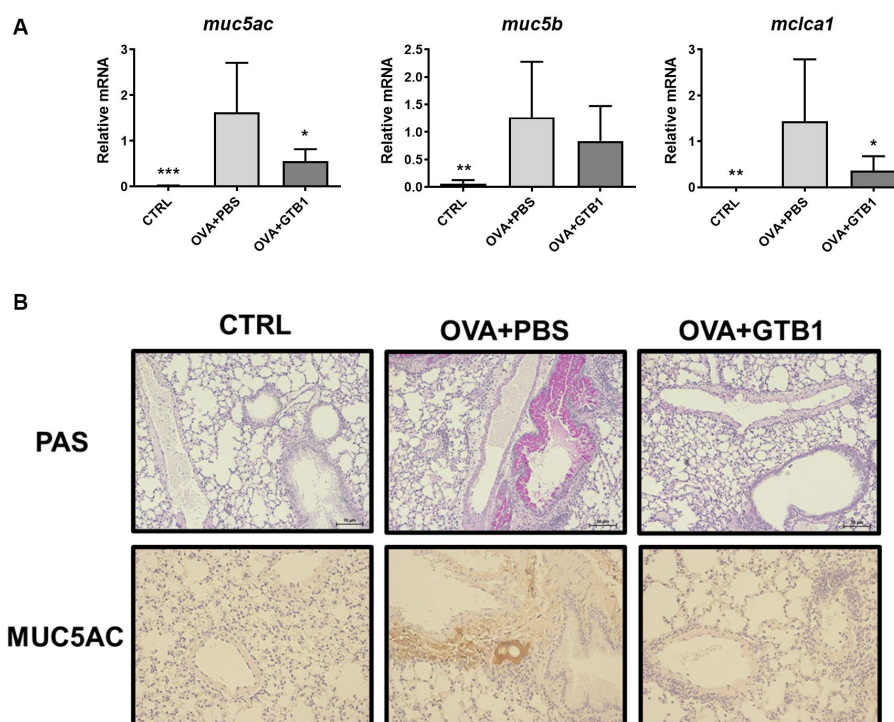 A
muc5ac
muc5b
mclca1
Relative mRNA
3
2
1
0
***
*
CTRL
OVA+PBS
OVA+GTB1
Relative mRNA
2.5
2.0
1.5
1.0
0.5
0.0
**
CTRL
OVA+PBS
OVA+GTB1
Relative mRNA
3
2
1
0
**
*
CTRL
OVA+PBS
OVA+GTB1
B
CTRL
OVA+PBS
OVA+GTB1
PAS
MUC5AC